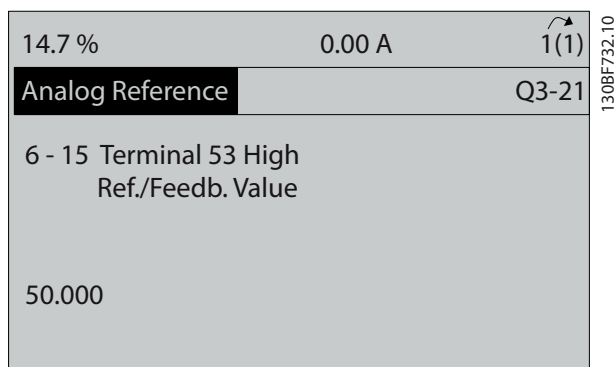 14.7 % 0.00 A 1(1)
Analog Reference Q3-21
6 - 15 Terminal 53 High
Ref./Feedb. Value
50.000
130BF732.10